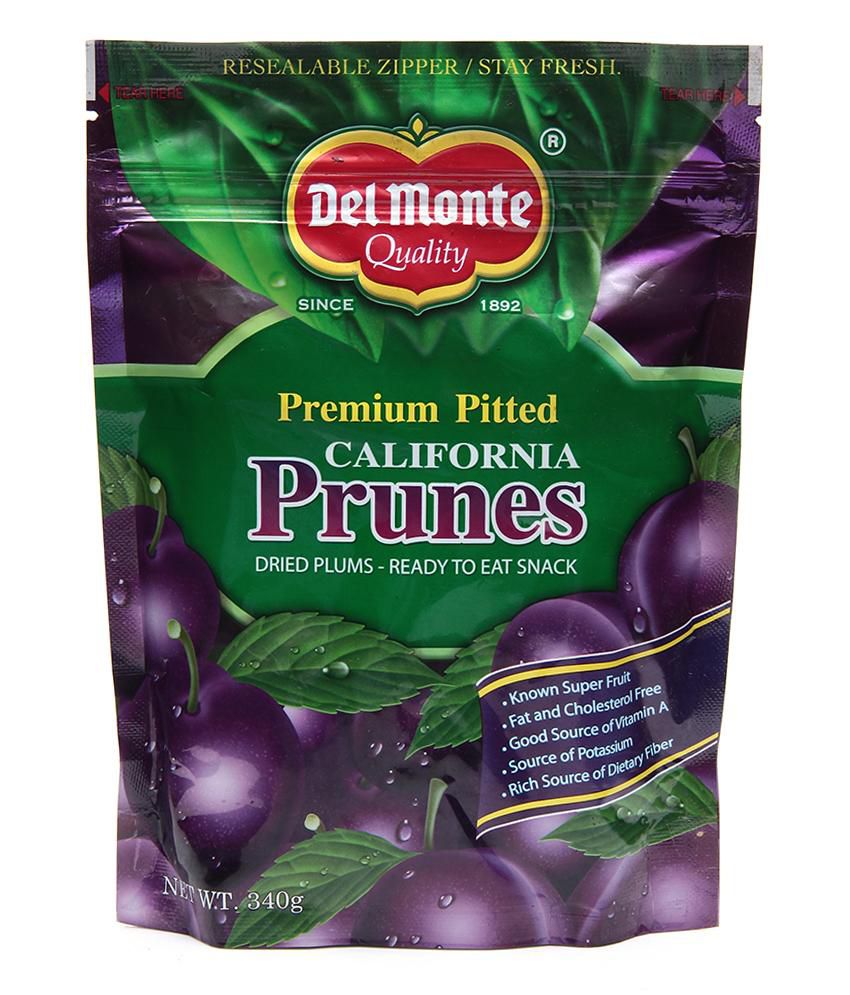 RESEALABLE ZIPPER / STAY FRESH.
TEAR HERE
TEAR HERE
®
Del Monte
Quality
SINCE 1892
Premium Pitted
CALIFORNIA
Prunes
DRIED PLUMS - READY TO EAT SNACK
• Known Super Fruit
• Fat and Cholesterol Free
• Good Source of Vitamin A
• Source of Potassium
• Rich Source of Dietary Fiber
NET W.T. 340g